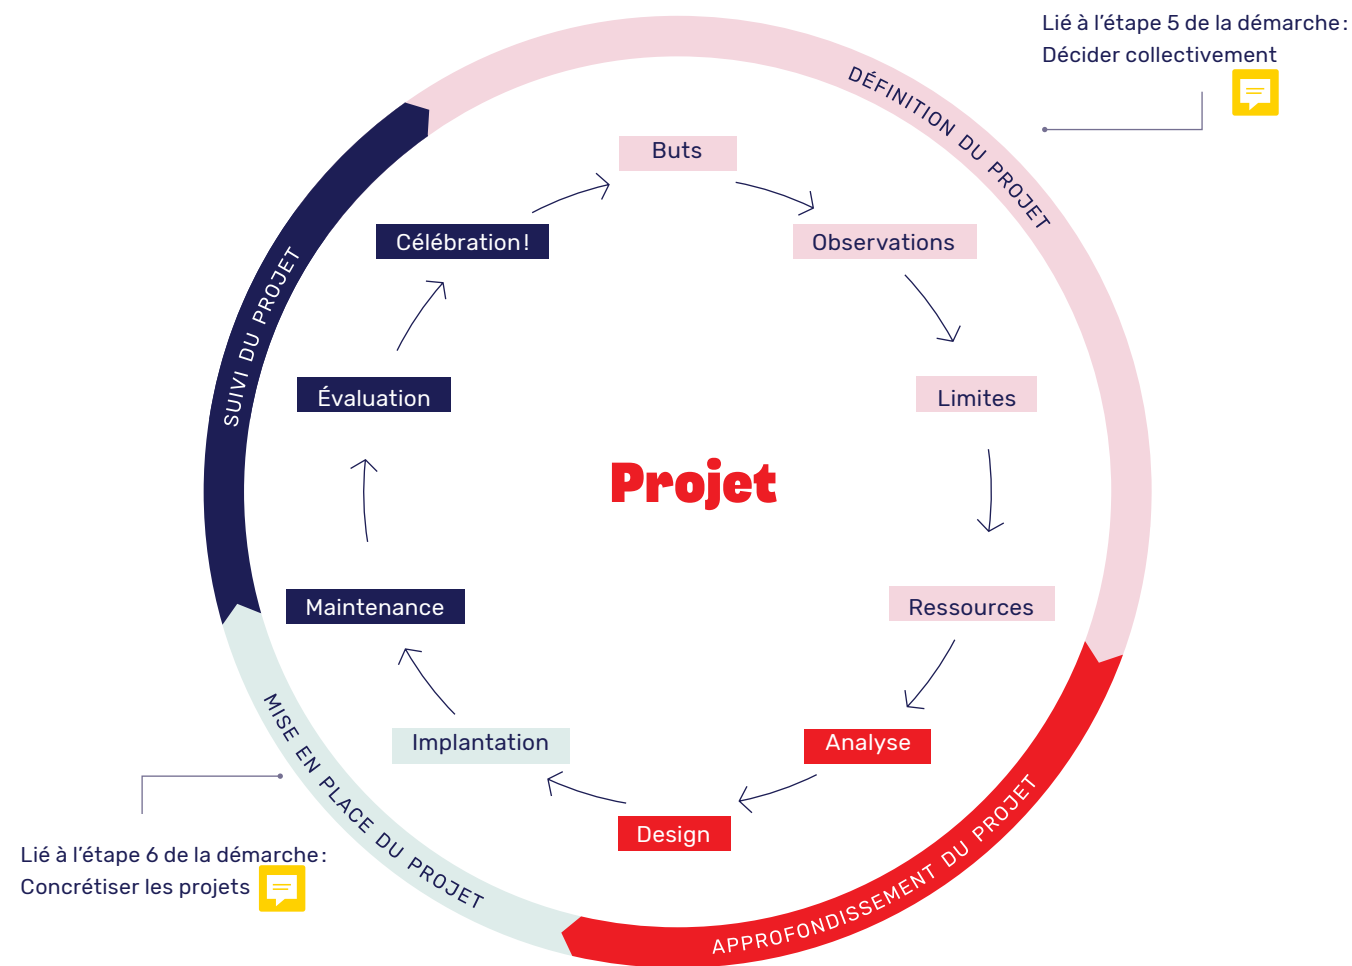 Lié à l’étape 5 de la démarche :
Décider collectivement
DÉFINITION DU PROJET
Buts
Observations
Limites
Ressources
Analyse
Design
Implantation
Maintenance
Évaluation
Célébration !
Projet
APPROFONDISSEMENT DU PROJET
MISE EN PLACE DU PROJET
SUIVI DU PROJET
Lié à l’étape 6 de la démarche :
Concrétiser les projets